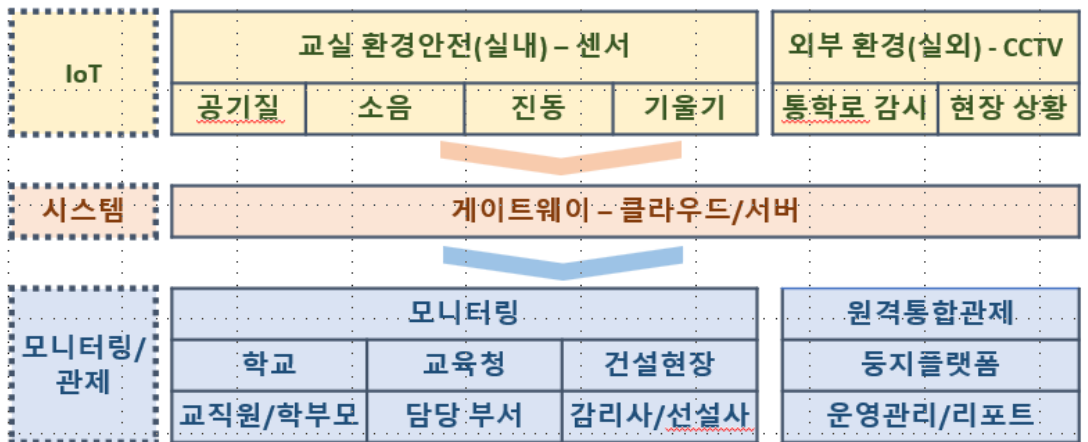 IoT
교실 환경안전(실내) – 센서
외부 환경(실외) - CCTV
공기질
소음
진동
기울기
통학로 감시
현장 상황
시스템
게이트웨이 – 클라우드/서버
모니터링/
관제
모니터링
원격통합관제
학교
교육청
건설현장
둥지플랫폼
교직원/학부모
담당 부서
감리사/선설사
운영관리/리포트